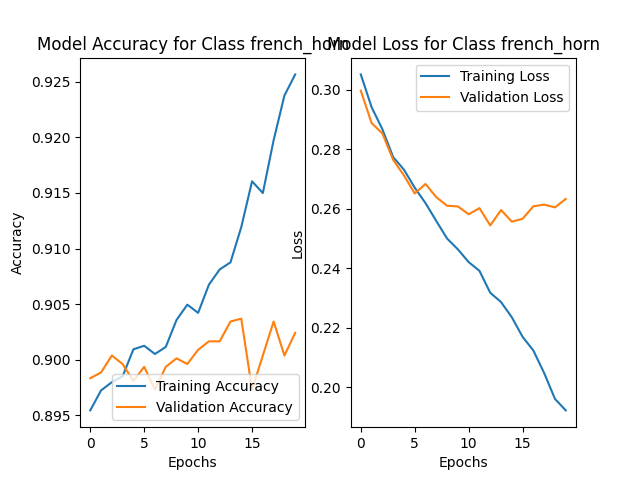 Model Accuracy for Class french_horn
0.925
0.920
0.915
0.910
0.905
0.900
0.895
Accuracy
Training Accuracy
Validation Accuracy
0 5 10 15
Epochs
Model Loss for Class french_horn
0.30
0.28
0.26
0.24
0.22
0.20
Loss
Training Loss
Validation Loss
0 5 10 15
Epochs